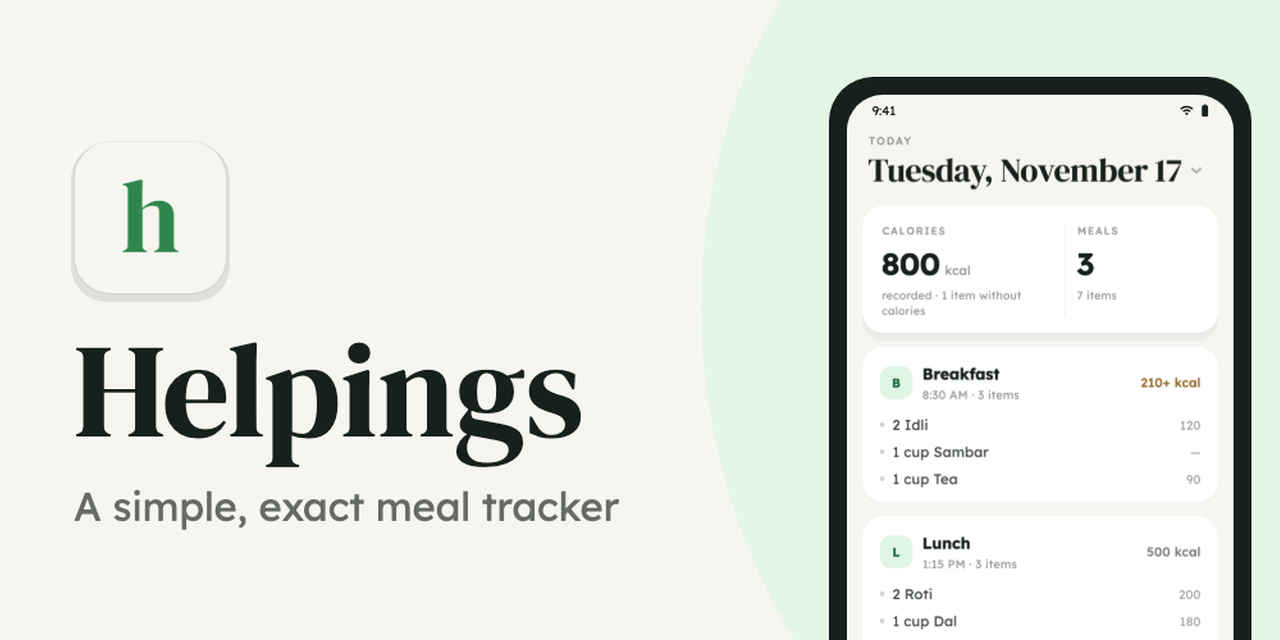 h
Helpings
A simple, exact meal tracker
9:41
TODAY
Tuesday, November 17
CALORIES
800 kcal
recorded · 1 item without
calories
MEALS
3
7 items
B
Breakfast
210+ kcal
8:30 AM · 3 items
2 Idli
120
1 cup Sambar
—
1 cup Tea
90
L
Lunch
500 kcal
1:15 PM · 3 items
2 Roti
200
1 cup Dal
180